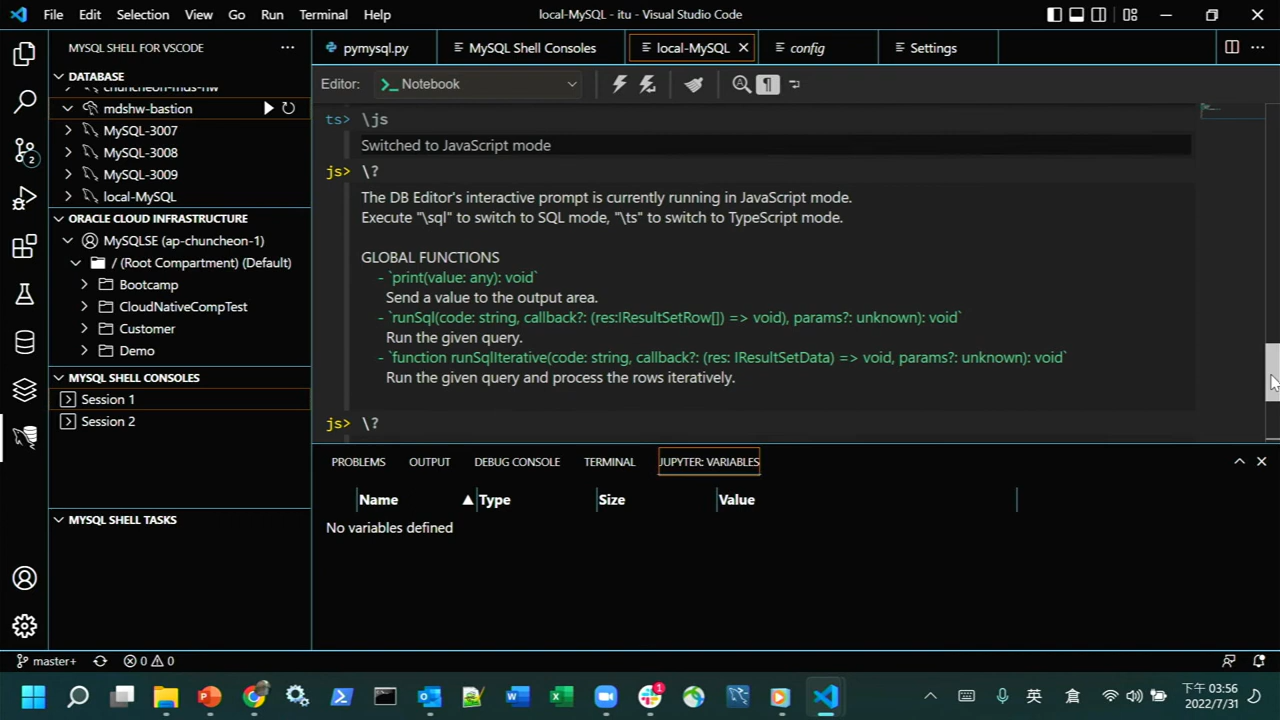 File Edit Selection View Go Run Terminal Help local-MySQL - itu - Visual Studio Code
MYSQL SHELL FOR VSCODE
pymysql.py MySQL Shell Consoles local-MySQL config Settings
DATABASE
Editor: Notebook
chuncheon-mds-hw
mdshw-bastion
MySQL-3007
MySQL-3008
MySQL-3009
local-MySQL
ORACLE CLOUD INFRASTRUCTURE
MySQLSE (ap-chuncheon-1)
/ (Root Compartment) (Default)
Bootcamp
CloudNativeCompTest
Customer
Demo
MYSQL SHELL CONSOLES
Session 1
Session 2
MYSQL SHELL TASKS
ts> \js
Switched to JavaScript mode
js> \?
The DB Editor's interactive prompt is currently running in JavaScript mode.
Execute "\sql" to switch to SQL mode, "\ts" to switch to TypeScript mode.
GLOBAL FUNCTIONS
- `print(value: any): void`
Send a value to the output area.
- `runSql(code: string, callback?: (res:IResultSetRow[]) => void), params?: unknown): void`
Run the given query.
- `function runSqlIterative(code: string, callback?: (res: IResultSetData) => void, params?: unknown): void`
Run the given query and process the rows iteratively.
js> \?
PROBLEMS OUTPUT DEBUG CONSOLE TERMINAL JUPYTER: VARIABLES
Name Type Size Value
No variables defined
2
master+ 0 0
1
英 倉 下午 03:56
2022/7/31